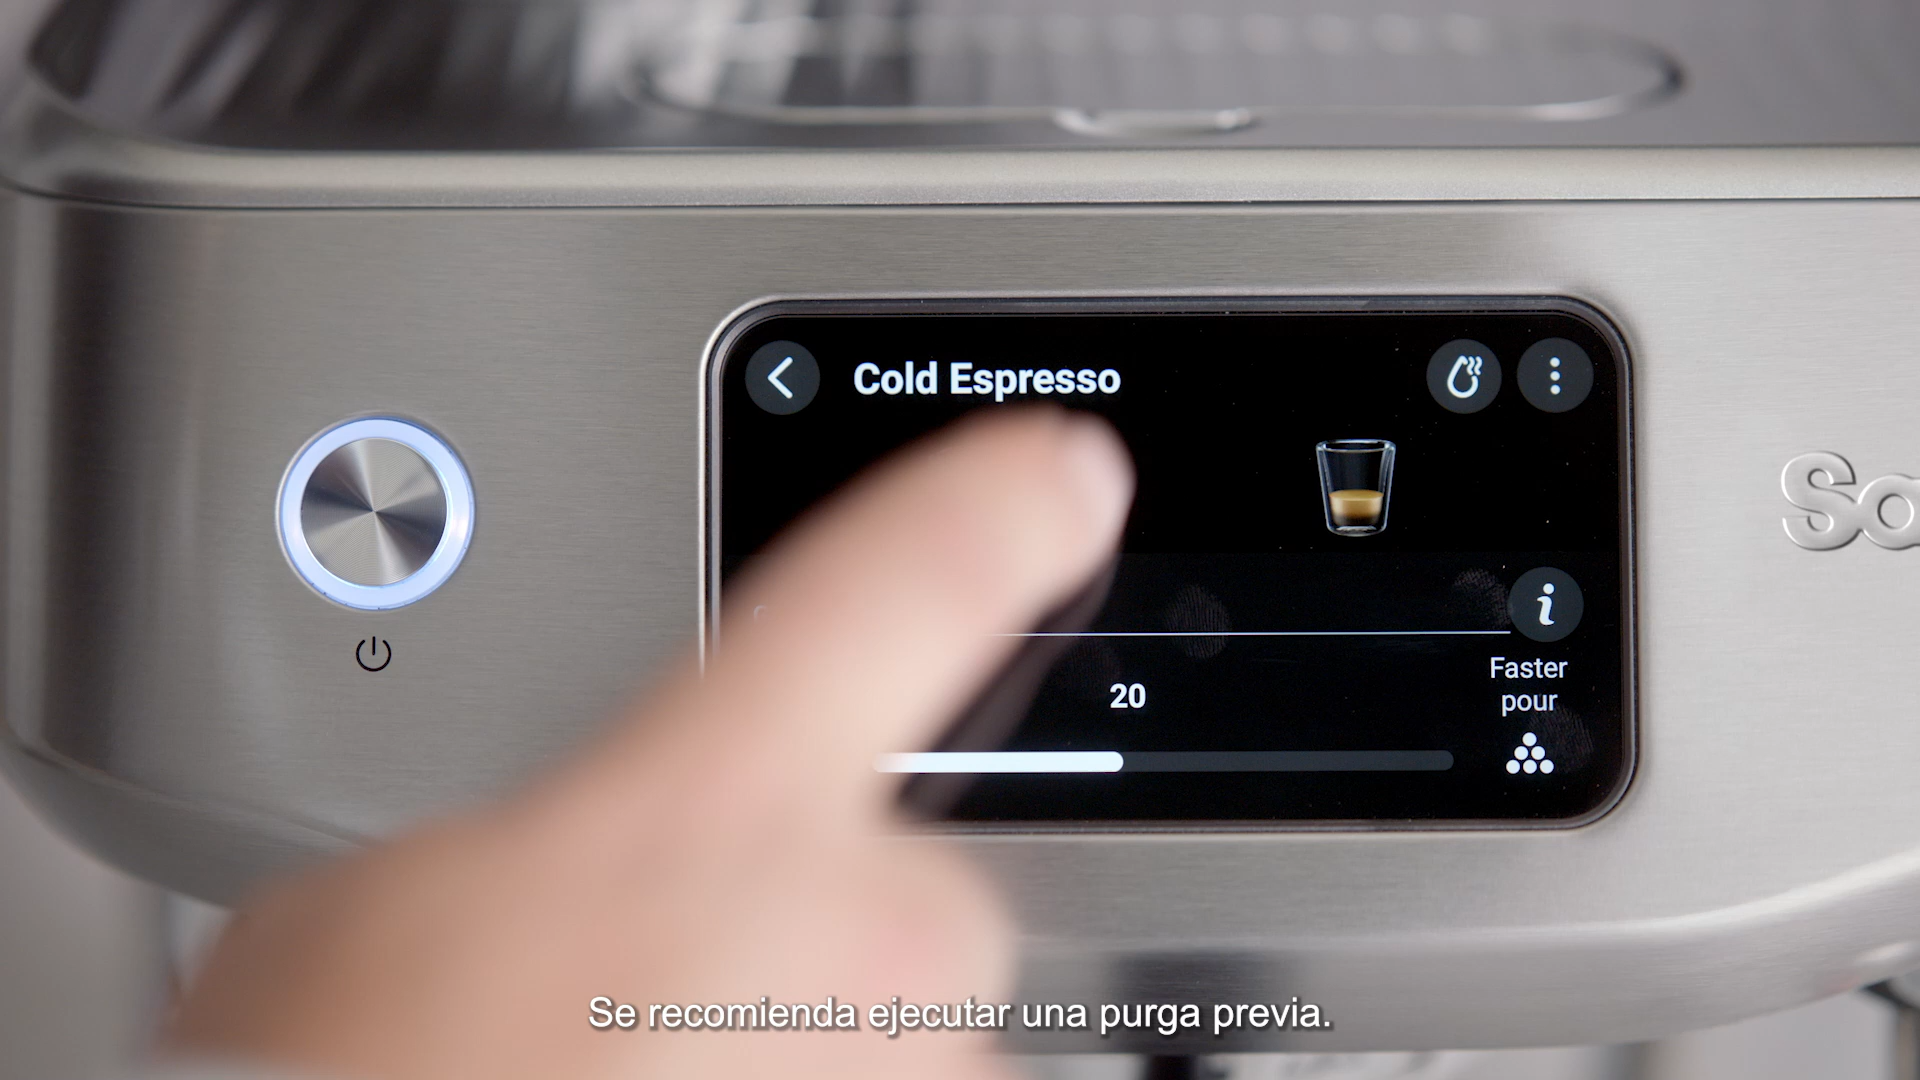 Cold Espresso
Faster
pour
20
Se recomienda ejecutar una purga previa.